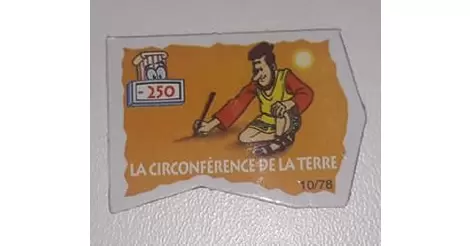 - 250
LA CIRCONFÉRENCE DE LA TERRE
10/78